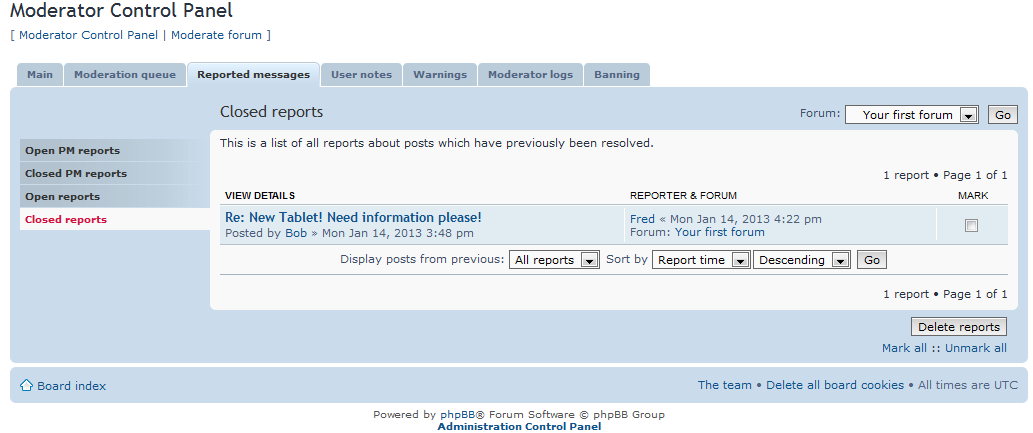 Moderator Control Panel
[ Moderator Control Panel | Moderate forum ]
Main Moderation queue Reported messages User notes Warnings Moderator logs Banning
Closed reports Forum: Your first forum Go
Open PM reports
Closed PM reports
Open reports
Closed reports
This is a list of all reports about posts which have previously been resolved.
1 report • Page 1 of 1
VIEW DETAILS REPORTER & FORUM MARK
Re: New Tablet! Need information please! Fred « Mon Jan 14, 2013 4:22 pm
Posted by Bob » Mon Jan 14, 2013 3:48 pm Forum: Your first forum
Display posts from previous: All reports Sort by Report time Descending Go
1 report • Page 1 of 1
Delete reports
Mark all :: Unmark all
Board index The team • Delete all board cookies • All times are UTC
Powered by phpBB® Forum Software © phpBB Group
Administration Control Panel